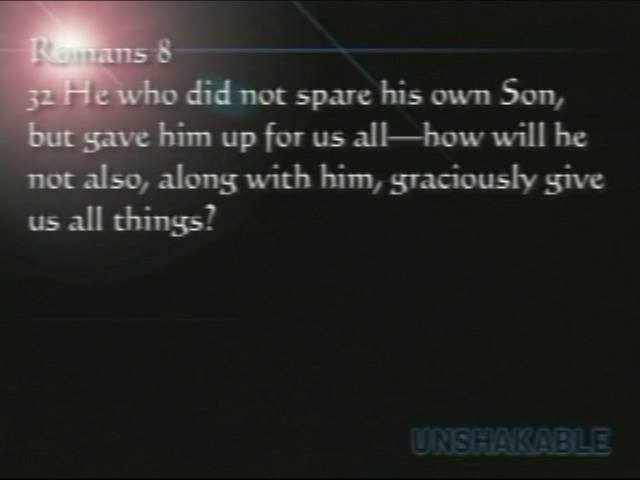 Romans 8
32 He who did not spare his own Son,
but gave him up for us all—how will he
not also, along with him, graciously give
us all things?
UNSHAKABLE